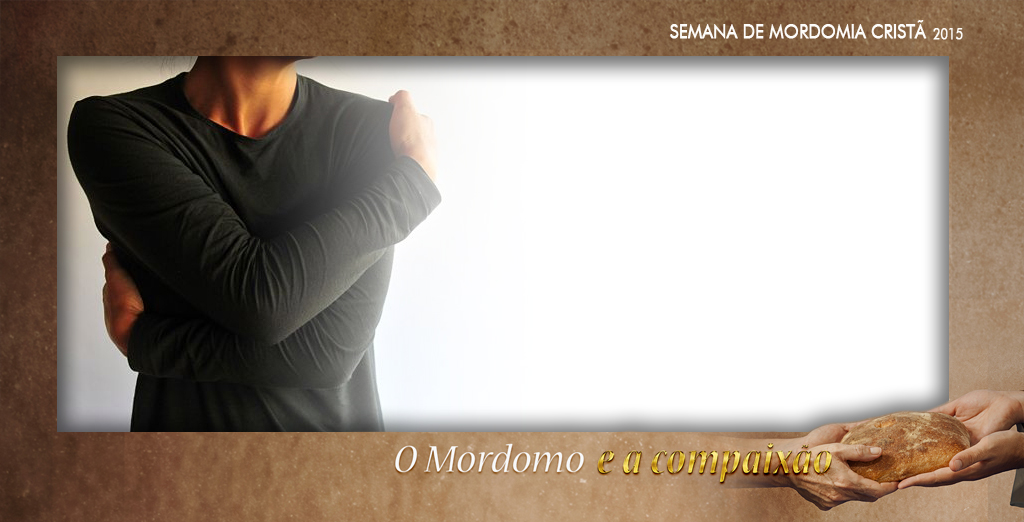 SEMANA DE MORDOMIA CRISTÃ 2015
O Mordomo e a compaixão